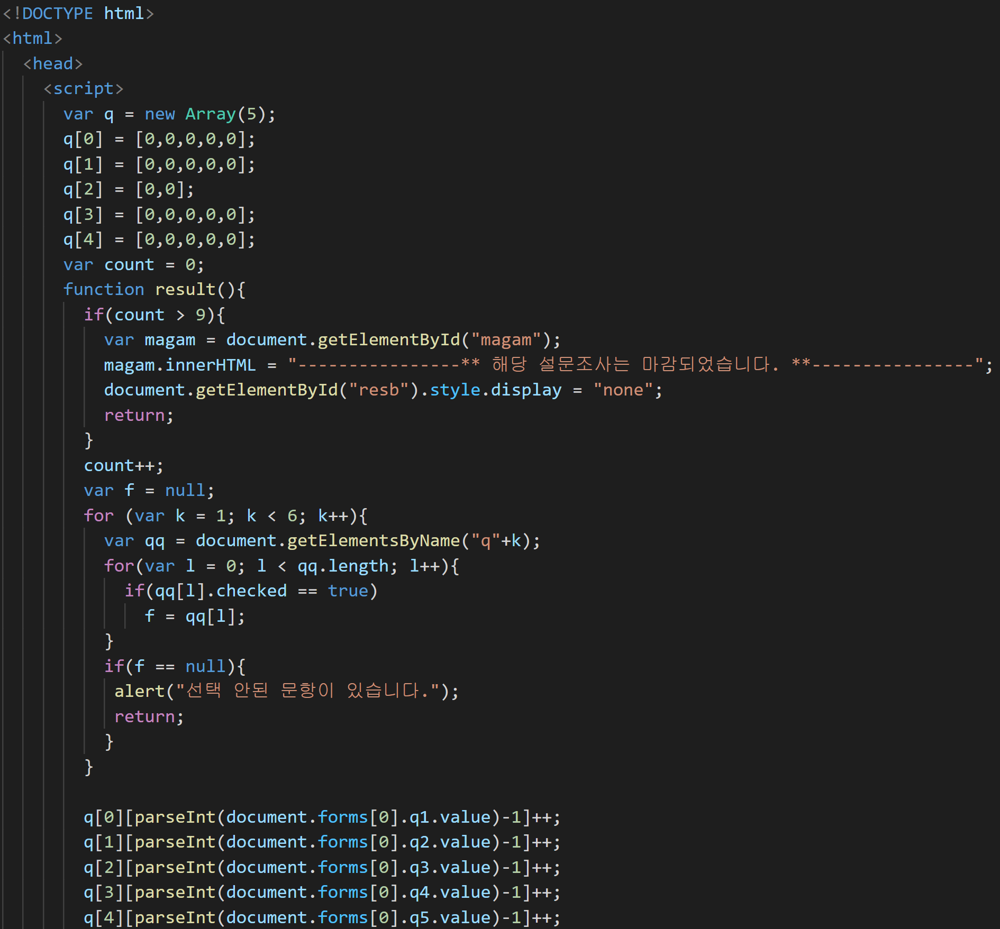 <!DOCTYPE html>
<html>
<head>
<script>
var q = new Array(5);
q[0] = [0,0,0,0,0];
q[1] = [0,0,0,0,0];
q[2] = [0,0];
q[3] = [0,0,0,0,0];
q[4] = [0,0,0,0,0];
var count = 0;
function result(){
if(count > 9){
var magam = document.getElementById("magam");
magam.innerHTML = "----------------** 해당 설문조사는 마감되었습니다. **----------------";
document.getElementById("resb").style.display = "none";
return;
}
count++;
var f = null;
for (var k = 1; k < 6; k++){
var qq = document.getElementsByName("q"+k);
for(var l = 0; l < qq.length; l++){
if(qq[l].checked == true)
f = qq[l];
}
if(f == null){
alert("선택 안된 문항이 있습니다.");
return;
}
}
q[0][parseInt(document.forms[0].q1.value)-1]++;
q[1][parseInt(document.forms[0].q2.value)-1]++;
q[2][parseInt(document.forms[0].q3.value)-1]++;
q[3][parseInt(document.forms[0].q4.value)-1]++;
q[4][parseInt(document.forms[0].q5.value)-1]++;